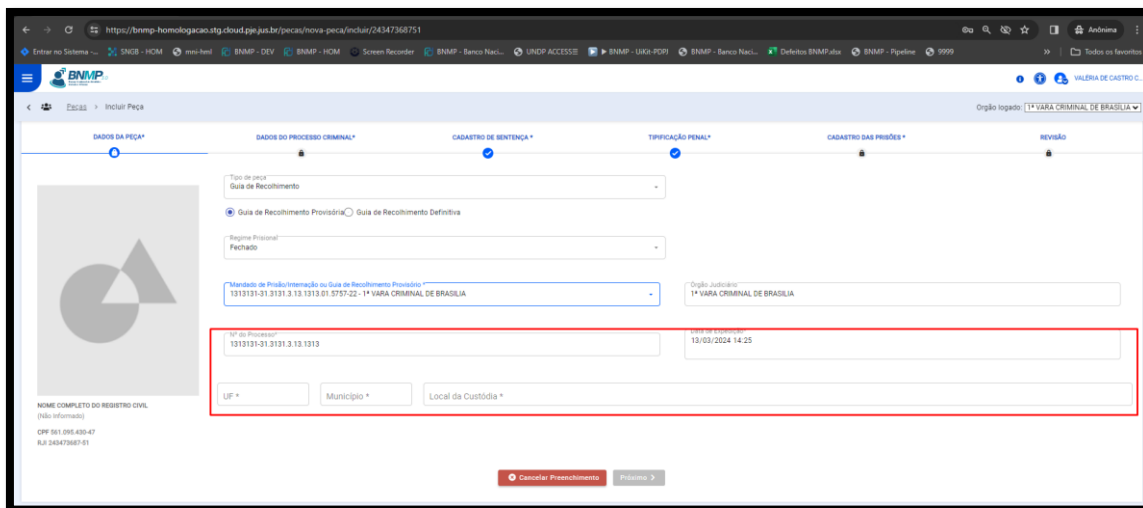 https://bnmp-homologacao.stg.cloud.pje.jus.br/pecas/nova-peca/incluir/24347368751
Anônima
Entrar no Sistema -... SNGB - HOM mni-hml BNMP - DEV BNMP - HOM Screen Recorder BNMP - Banco Naci... UNDP ACCESSE BNMP - UiKit-PDPJ BNMP - Banco Naci... Defeitos BNMP.xlsx BNMP - Pipeline 9999 » Todos os favoritos
BNMP
VALÉRIA DE CASTRO C...
Peças > Incluir Peça
Orgão logado: 1ª VARA CRIMINAL DE BRASILIA
DADOS DA PEÇA* DADOS DO PROCESSO CRIMINAL* CADASTRO DE SENTENÇA * TIPIFICAÇÃO PENAL* CADASTRO DAS PRISÕES * REVISÃO
Tipo de peça
Guia de Recolhimento
Guia de Recolhimento Provisória Guia de Recolhimento Definitiva
Regime Prisional
Fechado
Mandado de Prisão/Internação ou Guia de Recolhimento Provisório *
1313131-31.3131.3.13.1313.01.5757-22 - 1ª VARA CRIMINAL DE BRASILIA
Órgão Judiciário
1ª VARA CRIMINAL DE BRASILIA
Nº do Processo*
1313131-31.3131.3.13.1313
Data de Expedição*
13/03/2024 14:25
UF * Município * Local da Custódia *
NOME COMPLETO DO REGISTRO CIVIL
(Não Informado)
CPF 561.095.430-47
RJI 243473687-51
Cancelar Preenchimento Próximo >